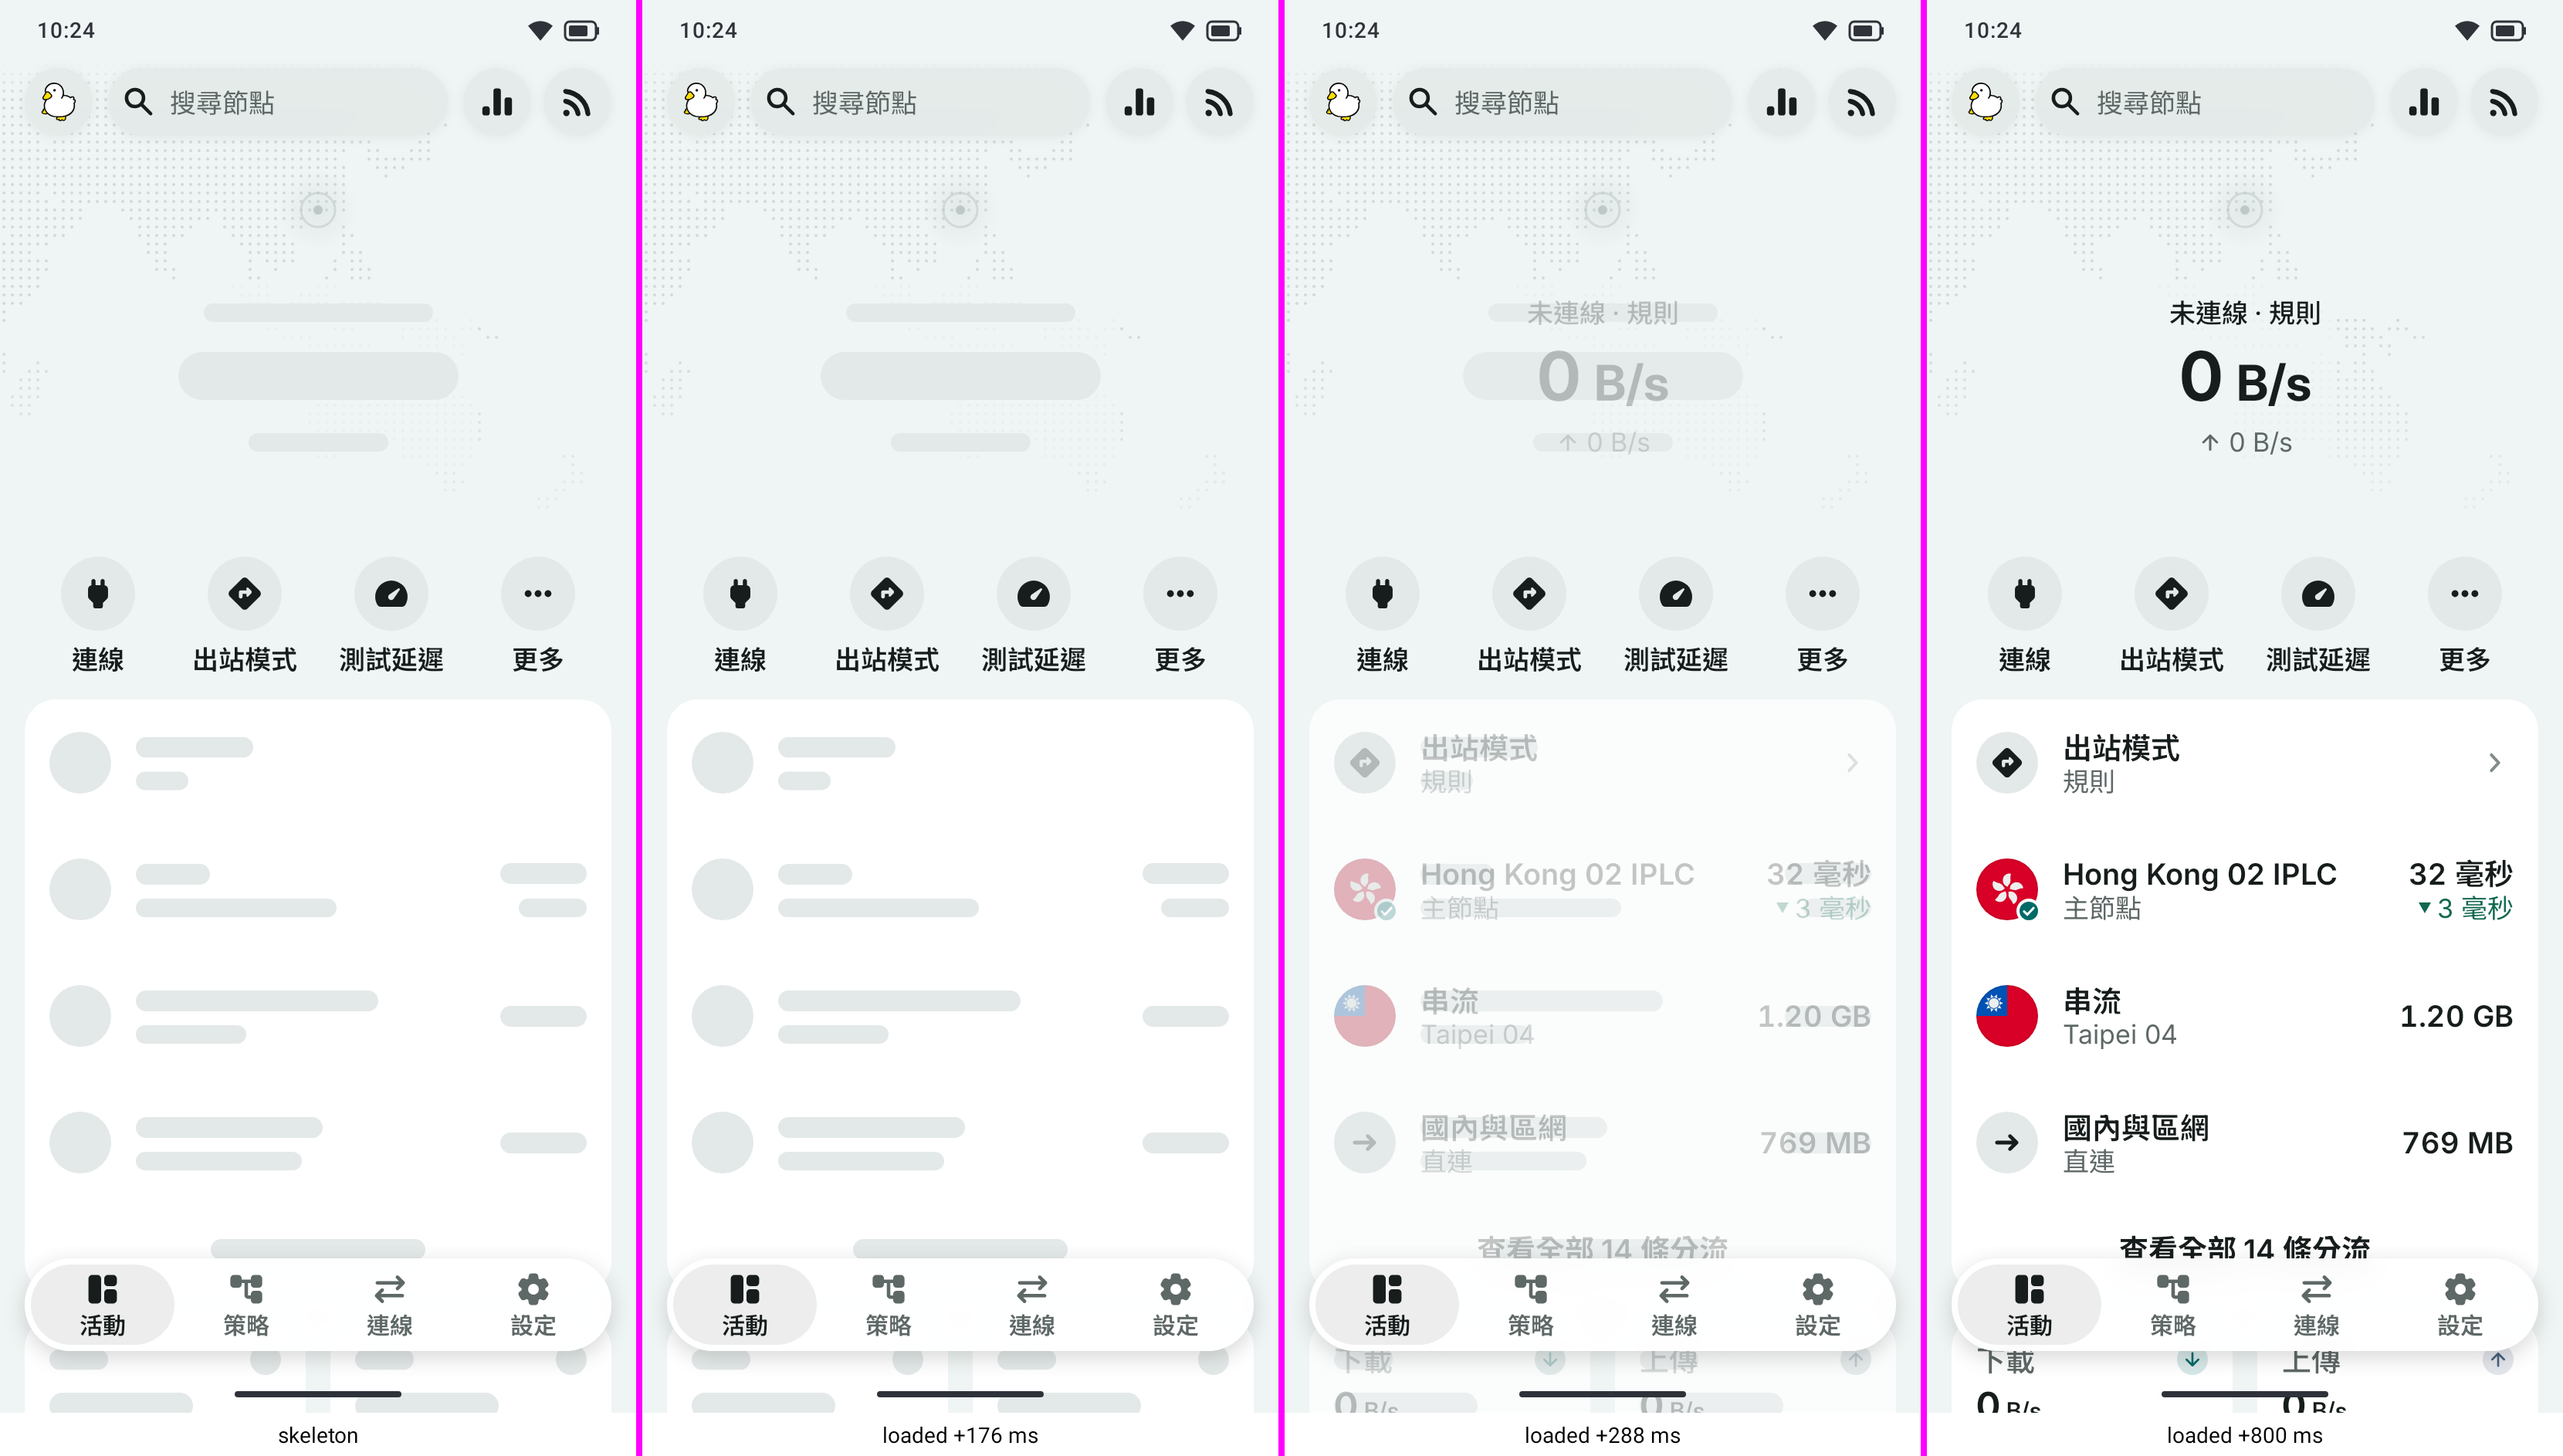 10:24
搜尋節點
連線
出站模式
測試延遲
更多
活動
策略
連線
設定
skeleton
10:24
搜尋節點
連線
出站模式
測試延遲
更多
活動
策略
連線
設定
loaded +176 ms
10:24
搜尋節點
未連線 · 規則
0 B/s
↑ 0 B/s
連線
出站模式
測試延遲
更多
出站模式
規則
Hong Kong 02 IPLC
32 毫秒
主節點
▼3 毫秒
串流
Taipei 04
1.20 GB
國內與區網
直連
769 MB
查看全部 14 條分流
活動
策略
連線
設定
下載
上傳
0 B/s
0 B/s
loaded +288 ms
10:24
搜尋節點
未連線 · 規則
0 B/s
↑ 0 B/s
連線
出站模式
測試延遲
更多
出站模式
規則
Hong Kong 02 IPLC
32 毫秒
主節點
▼3 毫秒
串流
Taipei 04
1.20 GB
國內與區網
直連
769 MB
查看全部 14 條分流
活動
策略
連線
設定
下載
上傳
0 B/s
0 B/s
loaded +800 ms